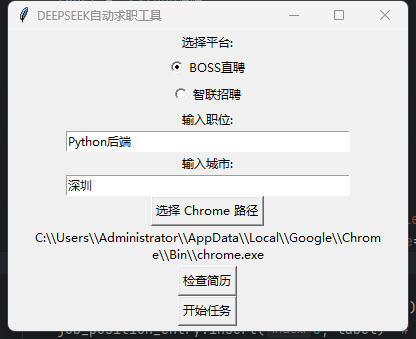 DEEPSEEK自动求职工具
选择平台:
BOSS直聘
智联招聘
输入职位:
Python后端
输入城市:
深圳
选择 Chrome 路径
C:\\Users\\Administrator\\AppData\\Local\\Google\\Chrom
e\\Bin\\chrome.exe
检查简历
开始任务